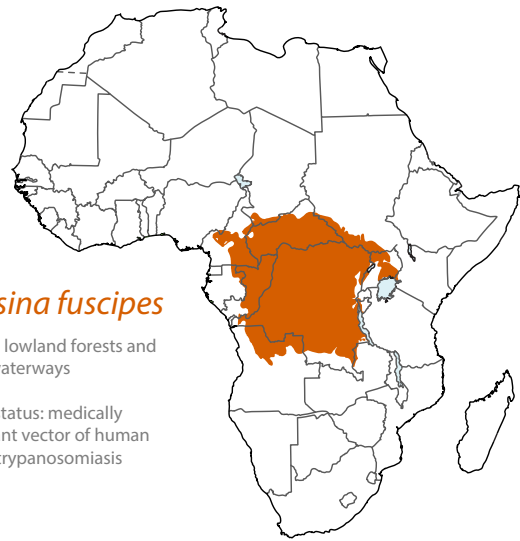 sina fuscipes
lowland forests and
aterways
tatus: medically
nt vector of human
trypanosomiasis